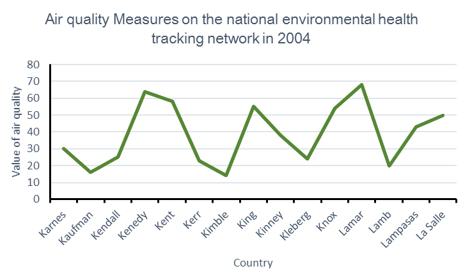 Air quality Measures on the national environmental health
tracking network in 2004
Value of air quality
80
70
60
50
40
30
20
10
0
Karnes
Kaufman
Kendall
Kenedy
Kent
Kerr
Kimble
King
Kinney
Kleberg
Knox
Lamar
Lamb
Lampasas
La Salle
Country